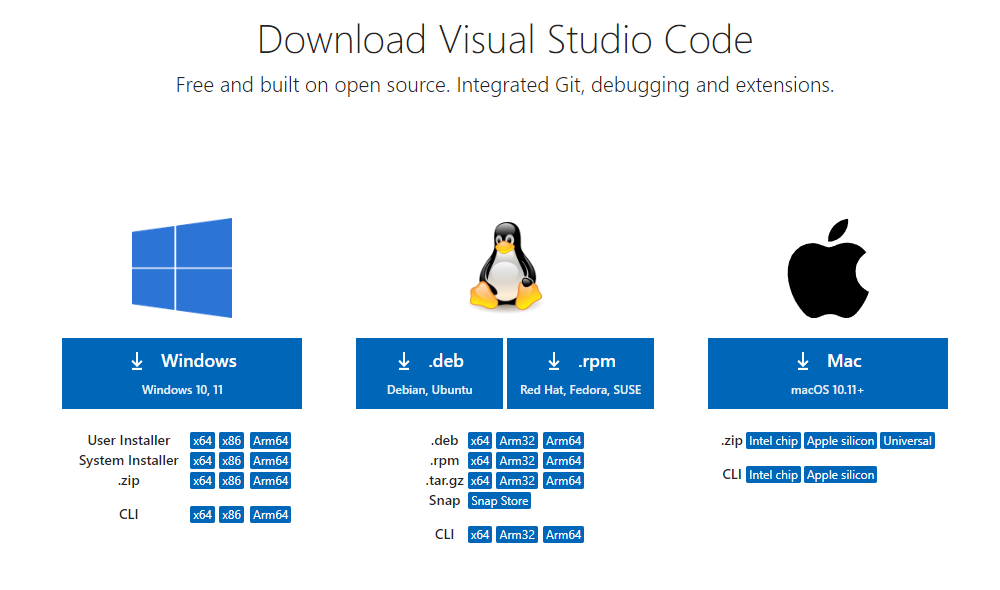 Download Visual Studio Code
Free and built on open source. Integrated Git, debugging and extensions.
Windows
Windows 10, 11
User Installer x64 x86 Arm64
System Installer x64 x86 Arm64
.zip x64 x86 Arm64
CLI x64 x86 Arm64
.deb
Debian, Ubuntu
.rpm
Red Hat, Fedora, SUSE
.deb x64 Arm32 Arm64
.rpm x64 Arm32 Arm64
.tar.gz x64 Arm32 Arm64
Snap Snap Store
CLI x64 Arm32 Arm64
Mac
macOS 10.11+
.zip Intel chip Apple silicon Universal
CLI Intel chip Apple silicon